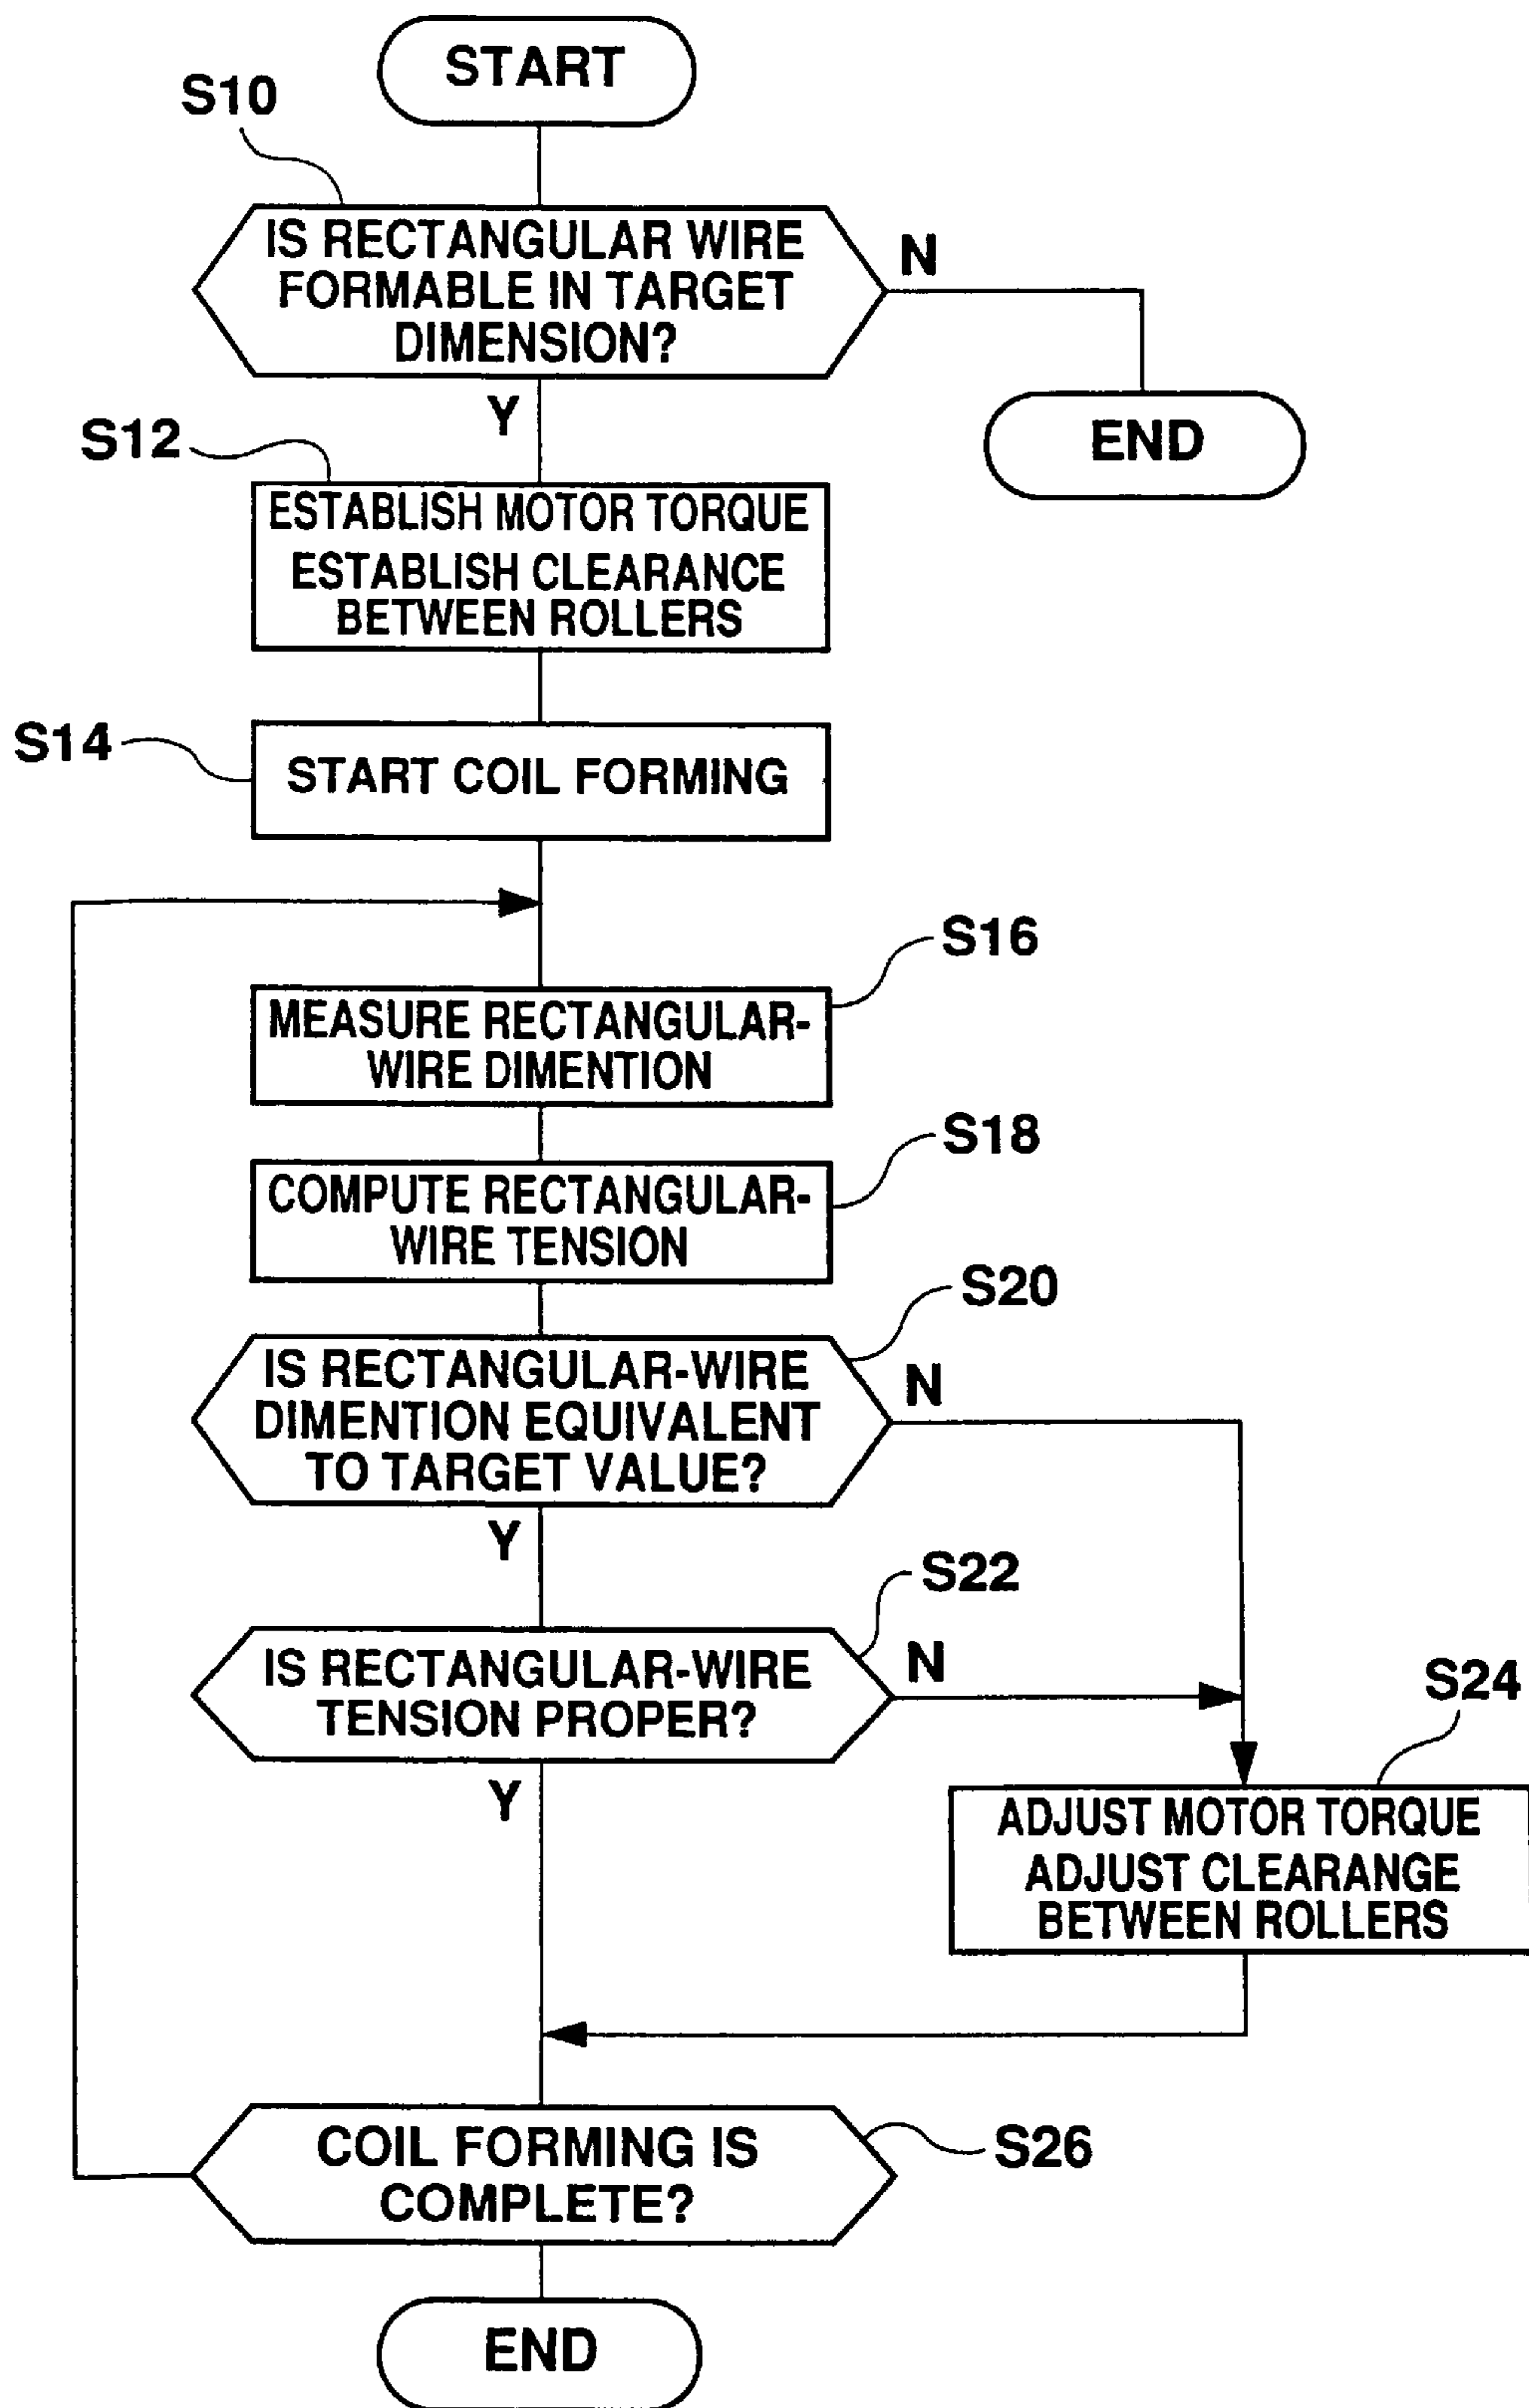 START
S10
IS RECTANGULAR WIRE
FORMABLE IN TARGET
DIMENSION?
N
Y
END
S12
ESTABLISH MOTOR TORQUE
ESTABLISH CLEARANCE
BETWEEN ROLLERS
S14
START COIL FORMING
S16
MEASURE RECTANGULAR-
WIRE DIMENTION
S18
COMPUTE RECTANGULAR-
WIRE TENSION
S20
IS RECTANGULAR-WIRE
DIMENTION EQUIVALENT
TO TARGET VALUE?
N
Y
S22
IS RECTANGULAR-WIRE
TENSION PROPER?
N
Y
S24
ADJUST MOTOR TORQUE
ADJUST CLEARANGE
BETWEEN ROLLERS
COIL FORMING IS
COMPLETE?
S26
END